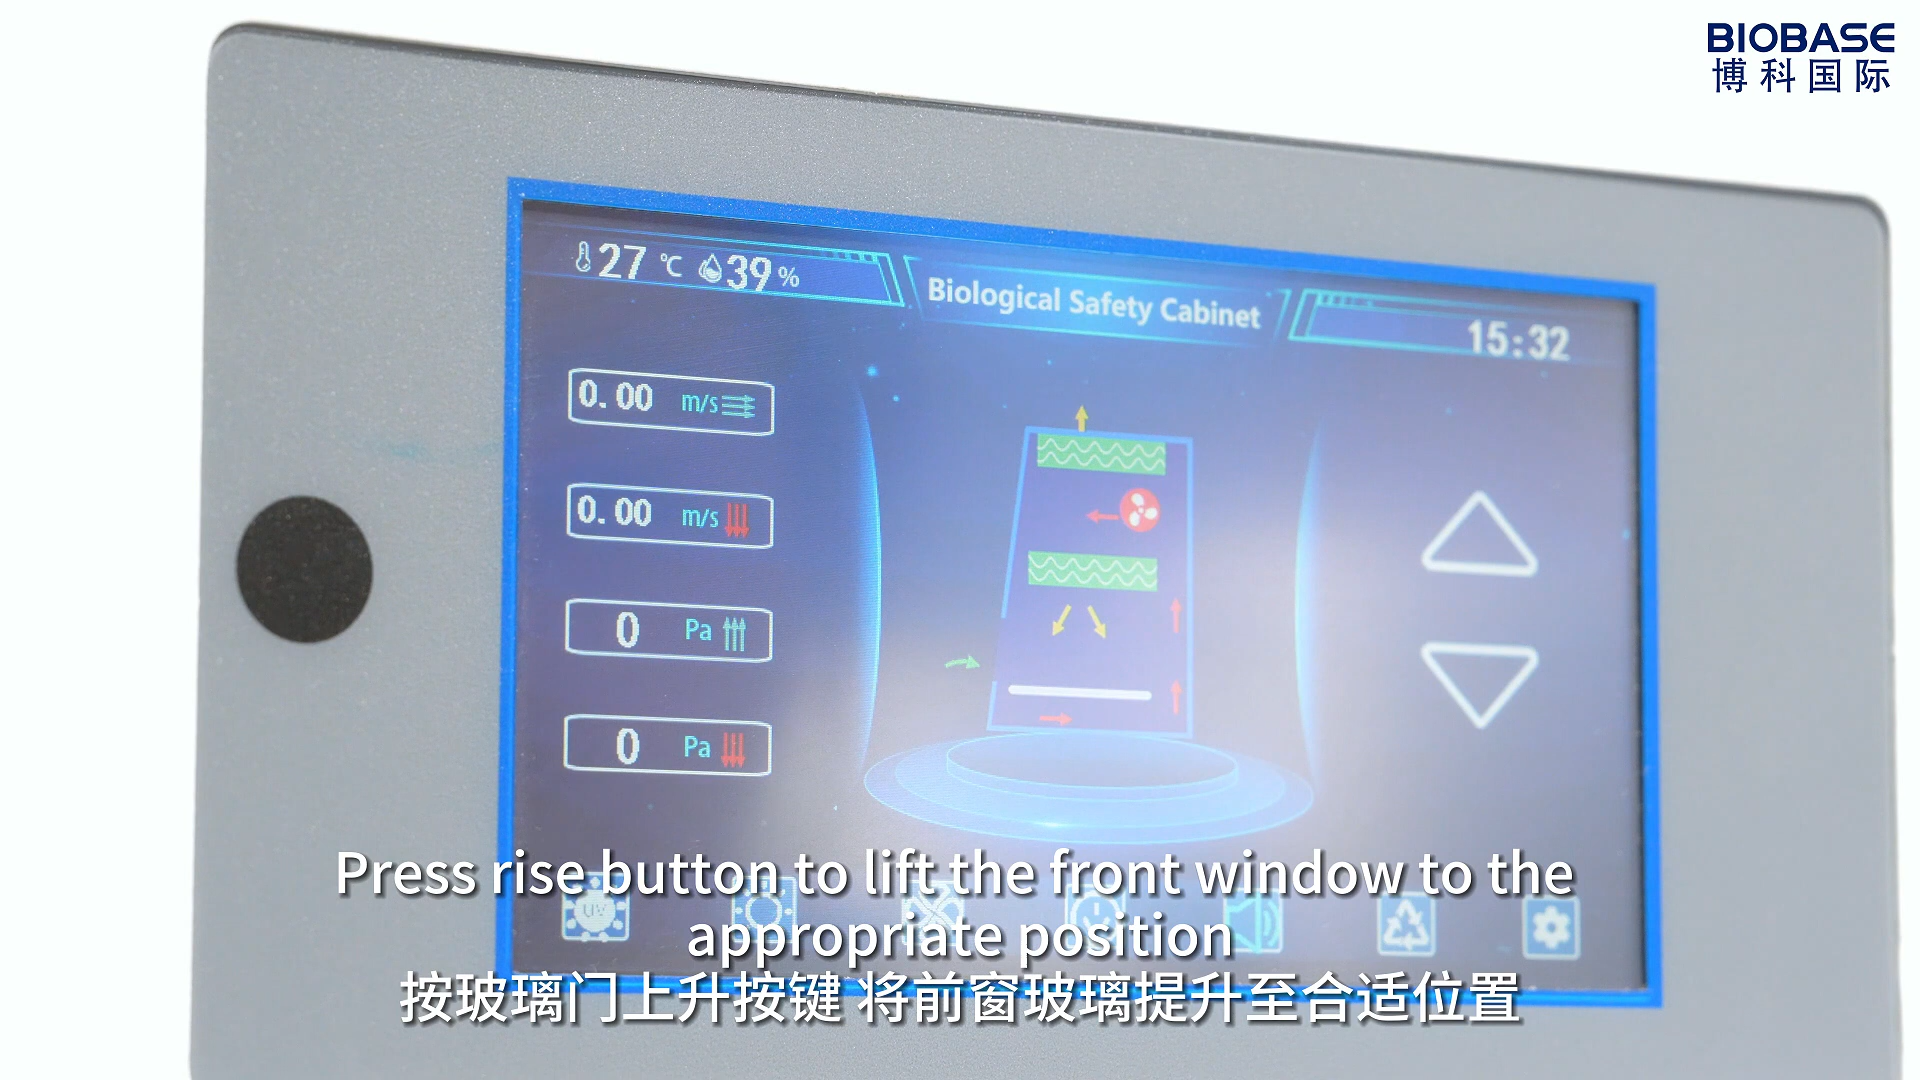 BIOBASE
博科国际
27 ℃ 39 %
Biological Safety Cabinet
15:32
0.00 m/s
0.00 m/s
0 Pa
0 Pa
UV
Press rise button to lift the front window to the
appropriate position
按玻璃门上升按键 将前窗玻璃提升至合适位置